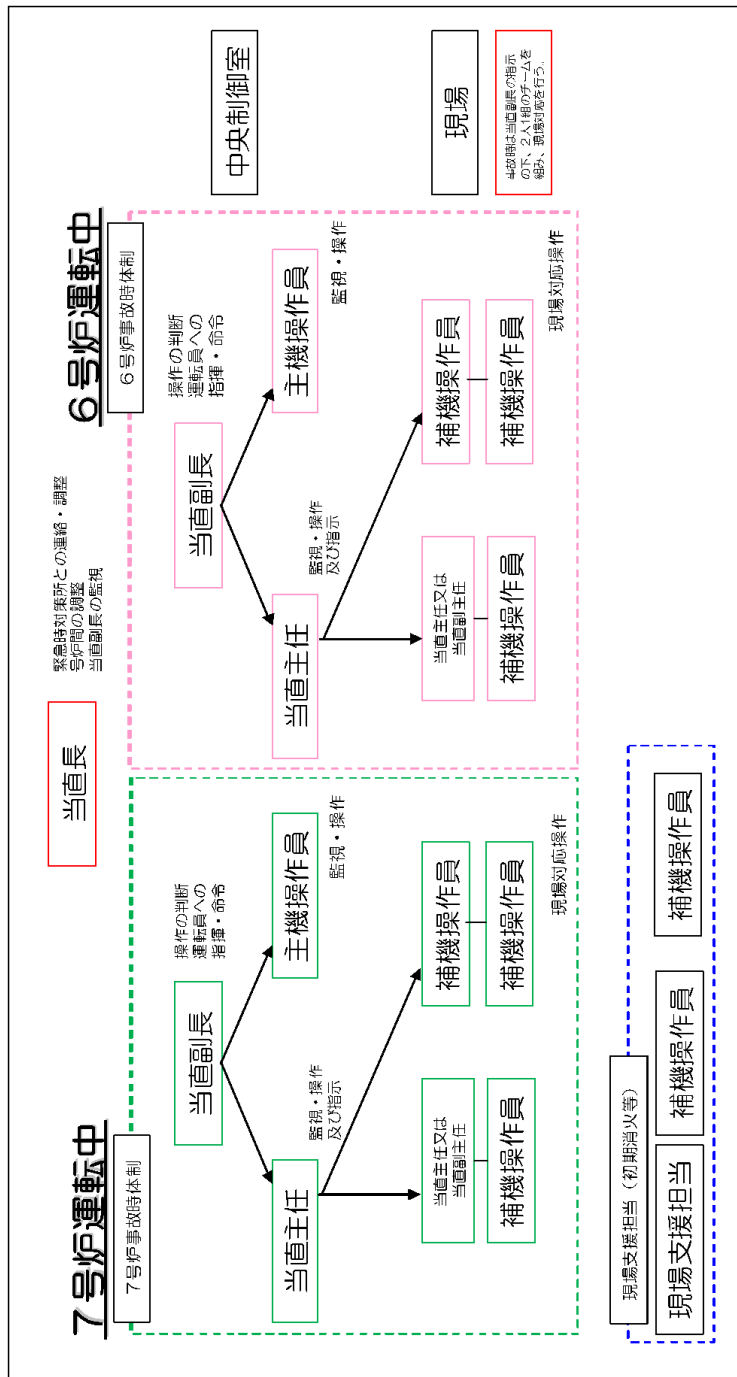 7号炉運転中
6号炉運転中
当直長
緊急時対策所との連絡・調整
号炉間の調整
当直副長の監視
7号炉事故時体制
当直副長
操作の判断
運転員への
指揮・命令
当直主任
主機操作員
監視・操作
監視・操作
及び指示
当直主任又は
当直副主任
補機操作員
補機操作員
補機操作員
現場対応操作
6号炉事故時体制
当直副長
操作の判断
運転員への
指揮・命令
当直主任
主機操作員
監視・操作
監視・操作
及び指示
当直主任又は
当直副主任
補機操作員
補機操作員
補機操作員
現場対応操作
中央制御室
現場
事故時は当直副長の指示
の下、2人1組のチームを
組み、現場対応を行う。
現場支援担当（初期消火等）
現場支援担当
補機操作員
補機操作員